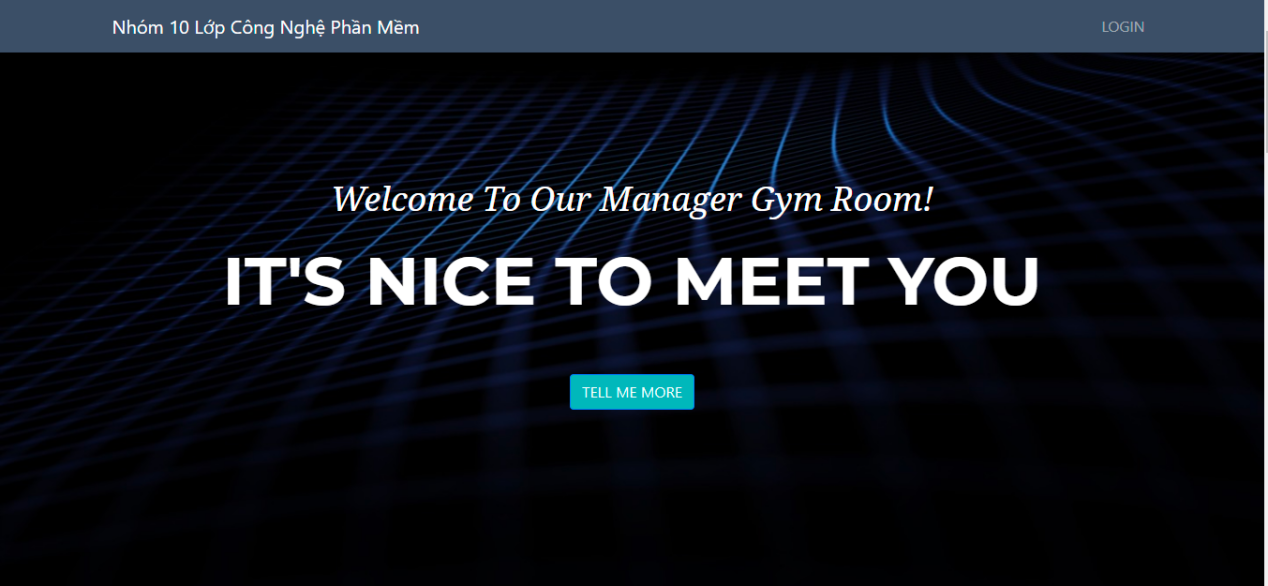 Nhóm 10 Lớp Công Nghệ Phần Mềm
LOGIN
Welcome To Our Manager Gym Room!
IT'S NICE TO MEET YOU
TELL ME MORE